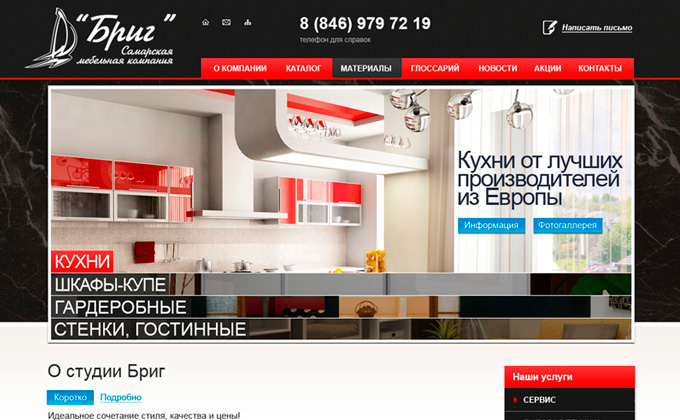 "Бриг"
Самарская
мебельная компания
8 (846) 979 72 19
телефон для справок
Написать письмо
О КОМПАНИИ КАТАЛОГ МАТЕРИАЛЫ ГЛОССАРИЙ НОВОСТИ АКЦИИ КОНТАКТЫ
Кухни от лучших
производителей
из Европы
Информация Фотогаллерея
КУХНИ
ШКАФЫ-КУПЕ
ГАРДЕРОБНЫЕ
СТЕНКИ, ГОСТИННЫЕ
О студии Бриг
Коротко Подробно
Идеальное сочетание стиля, качества и цены!
Наши услуги
СЕРВИС